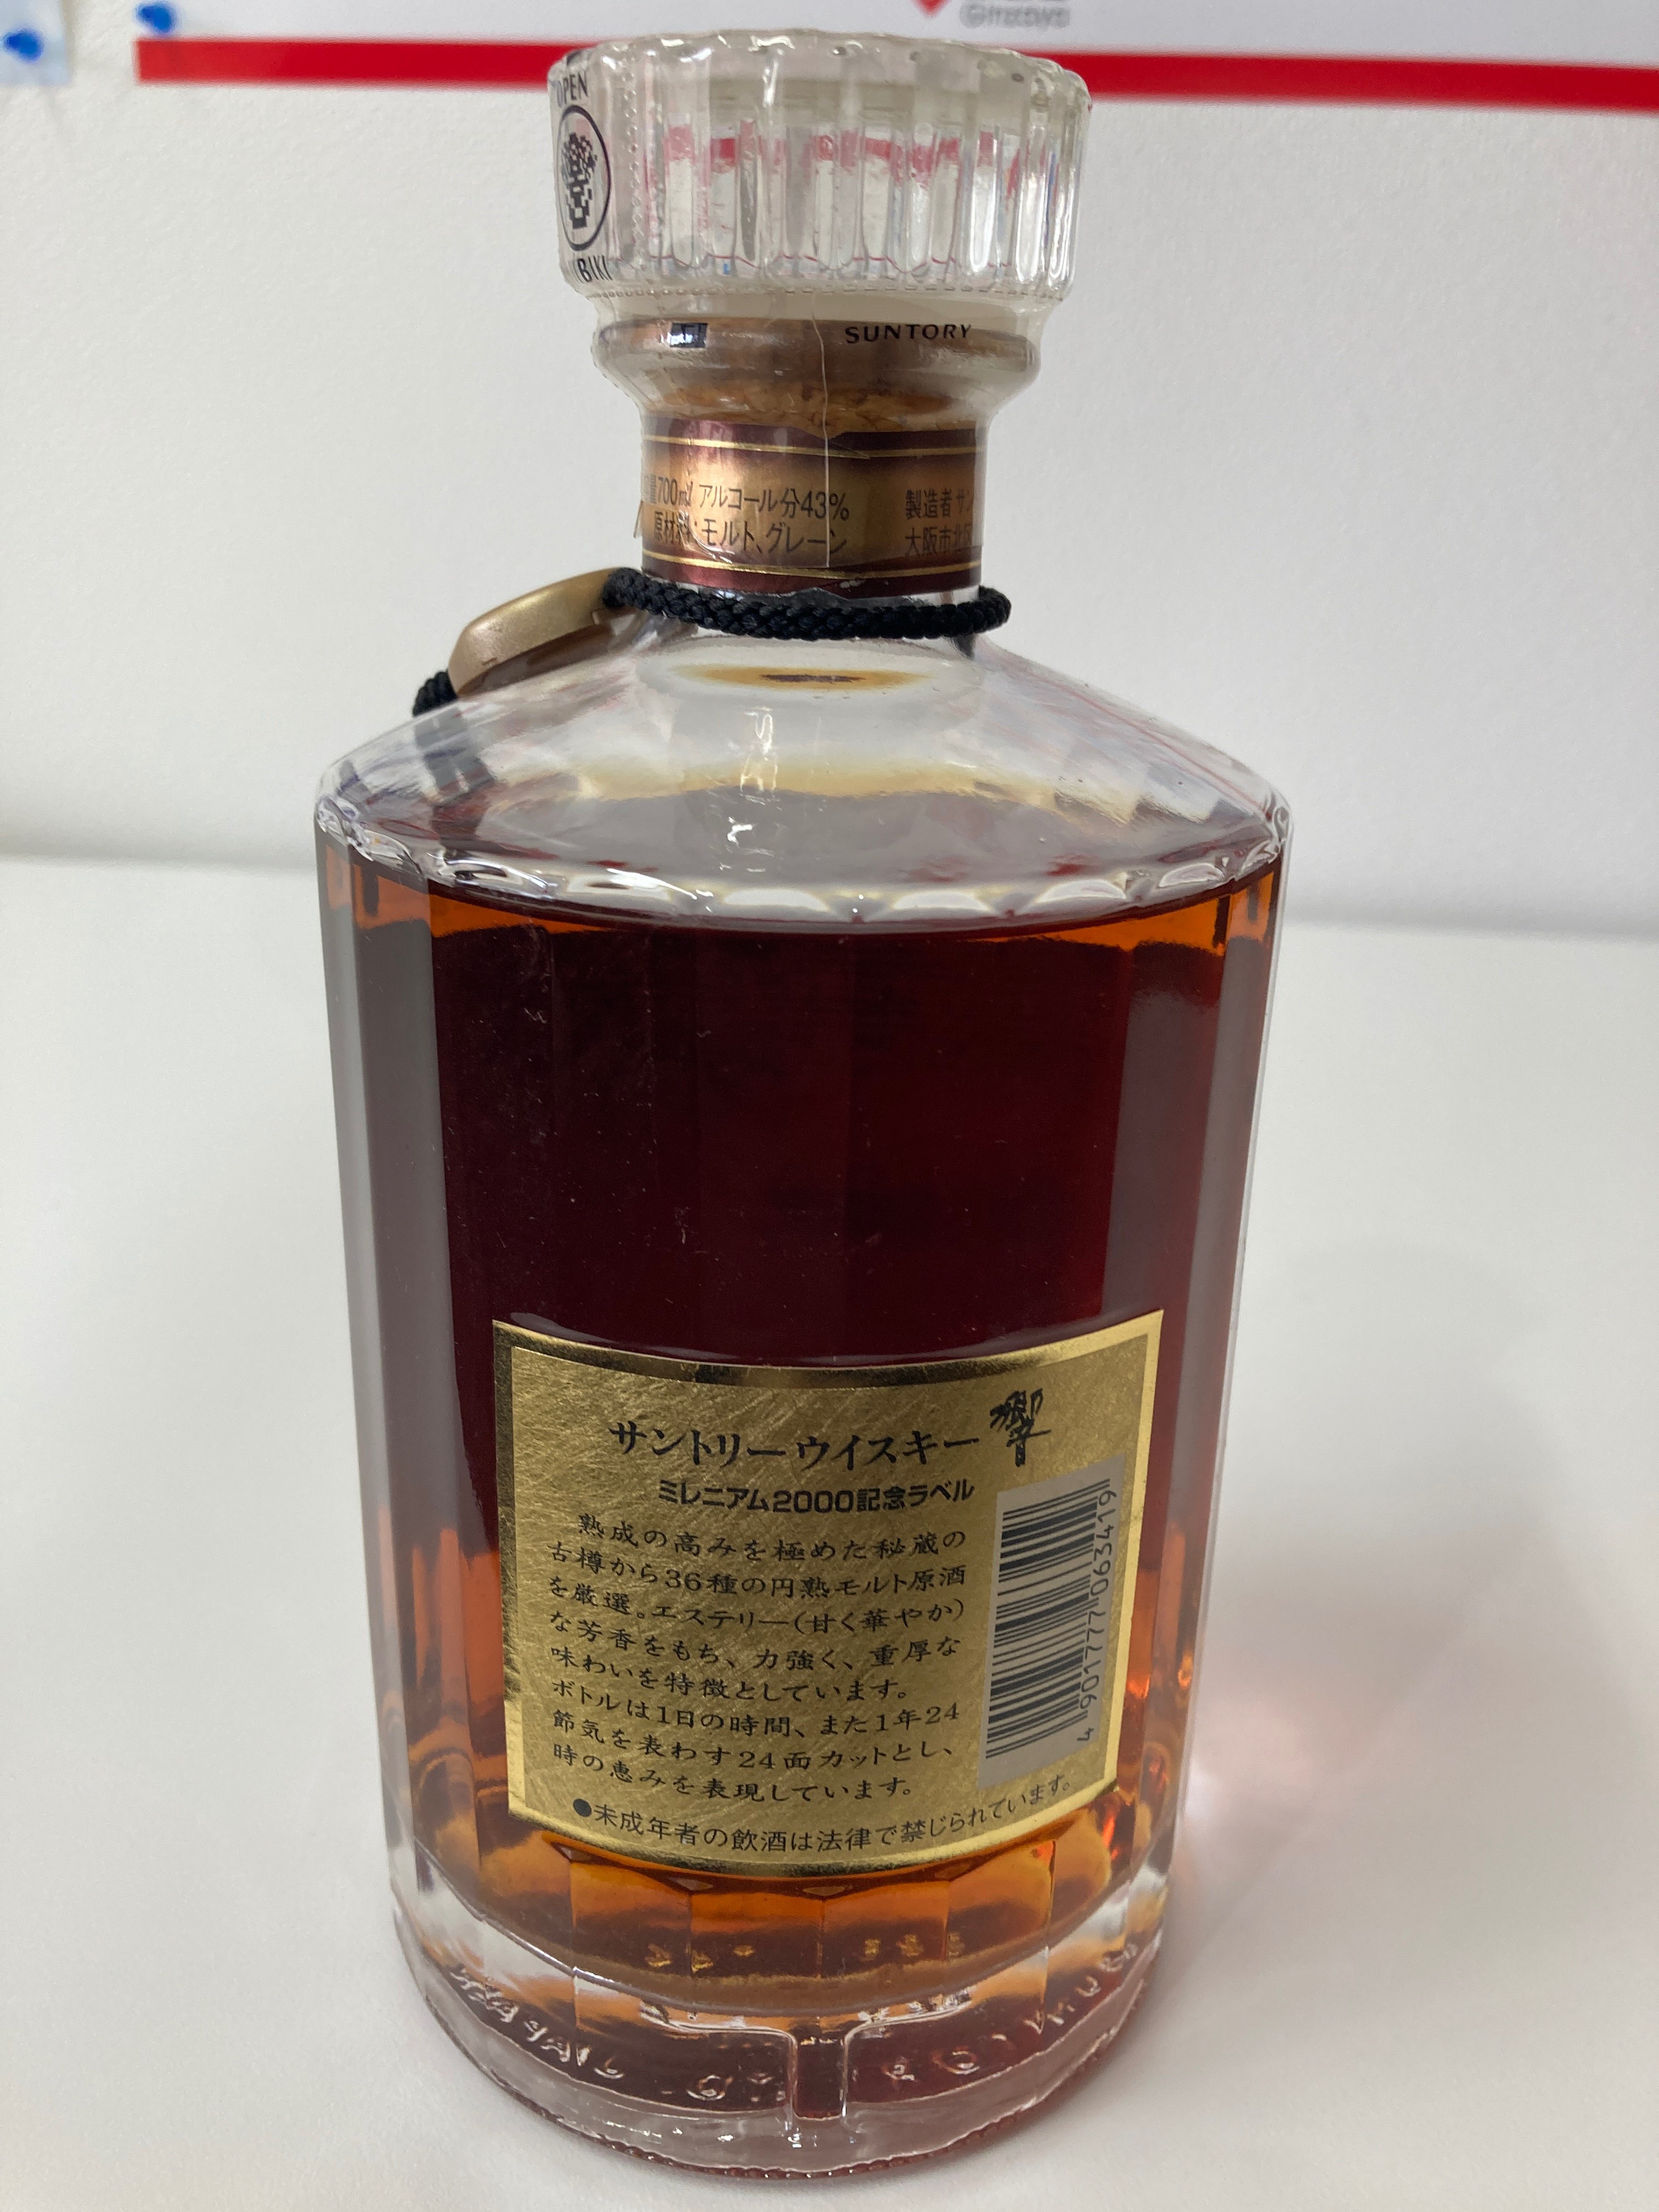 Ginzoyo
OPEN
響
SUNTORY
700ml アルコール分43%
原材料:モルト、グレーン
製造者 サン
大阪市北区
サントリーウイスキー 響
ミレニアム2000記念ラベル
熟成の高みを極めた秘蔵の
古樽から36種の円熟モルト原酒
を厳選。エステリー(甘く華やか)
な芳香をもち、力強く、重厚な
味わいを特徴としています。
ボトルは1日の時間、また1年24
節気を表わす24面カットとし、
時の恵みを表現しています。
●未成年者の飲酒は法律で禁じられています。
4 901777 063419